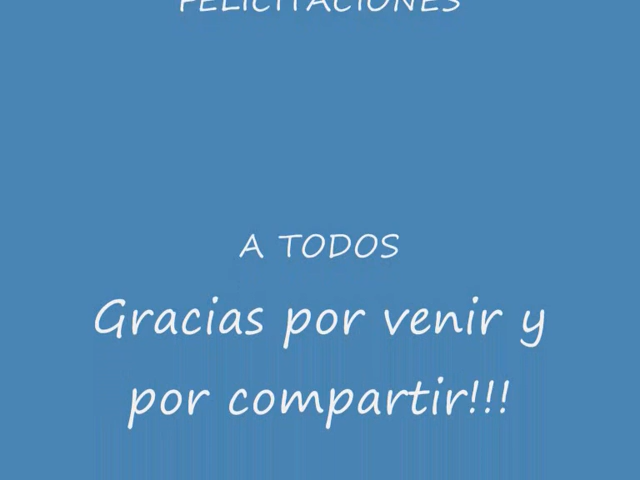 FELICITACIONES
A TODOS
Gracias por venir y
por compartir!!!